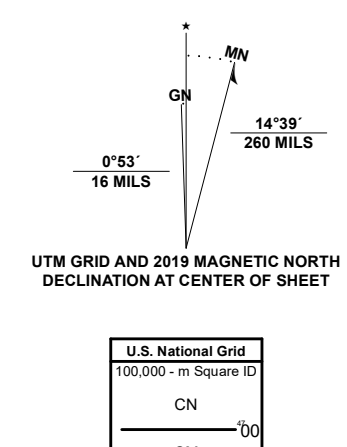 ★
MN
GN
14°39´
260 MILS
0°53´
16 MILS
UTM GRID AND 2019 MAGNETIC NORTH
DECLINATION AT CENTER OF SHEET
U.S. National Grid
100,000 - m Square ID
CN
⁴⁷00